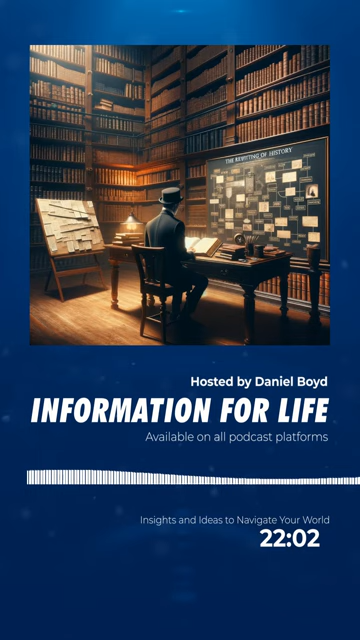 THE REWITING OF HISTORY
Hosted by Daniel Boyd
INFORMATION FOR LIFE
Available on all podcast platforms
Insights and Ideas to Navigate Your World
22:02